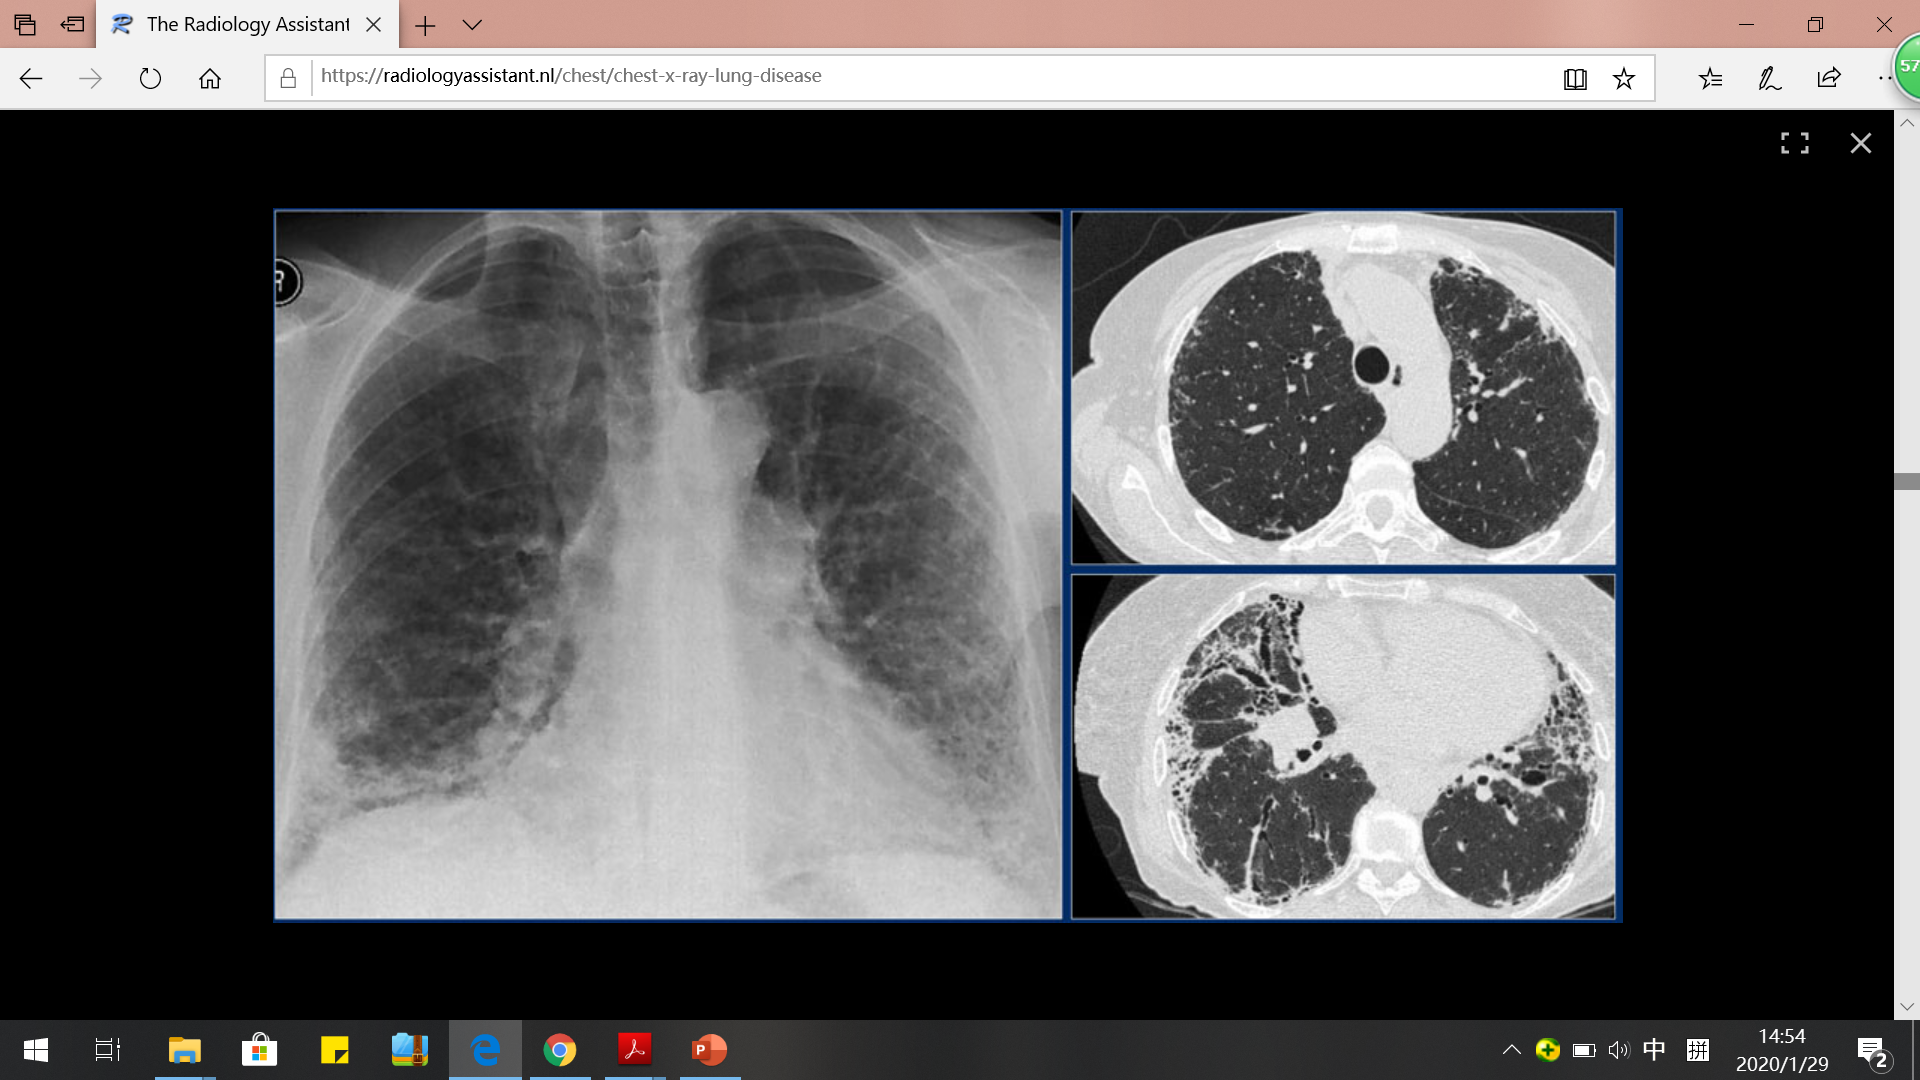 The Radiology Assistant
https://radiologyassistant.nl/chest/chest-x-ray-lung-disease
57
R
P
中
拼
14:54
2020/1/29
2